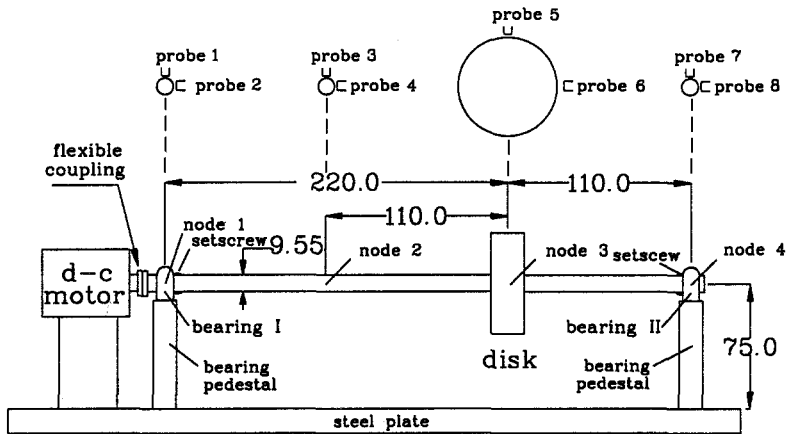 probe 5
probe 1
probe 3
probe 7
probe 2
probe 4
probe 6
probe 8
flexible
coupling
220.0
110.0
110.0
node 1
setscrew
9.55
node 2
node 3
setscew
node 4
d-c
motor
bearing I
bearing II
disk
75.0
bearing
pedestal
bearing
pedestal
steel plate